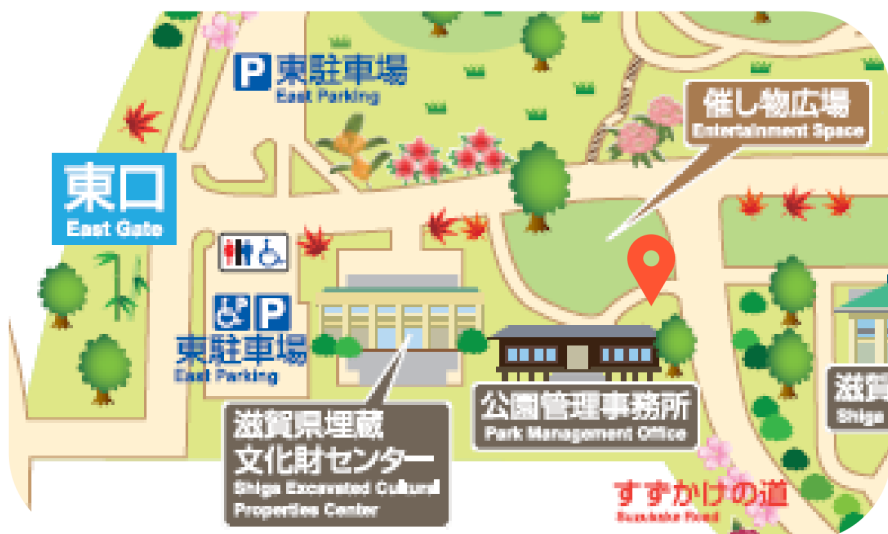 P 東駐車場
East Parking
催し物広場
Entertainment Space
東口
East Gate
P
P
東駐車場
East Parking
滋賀県埋蔵
文化財センター
Shiga Excavated Cultural
Properties Center
公園管理事務所
Park Management Office
滋賀
Shiga
すずかけの道
Suzukake Road